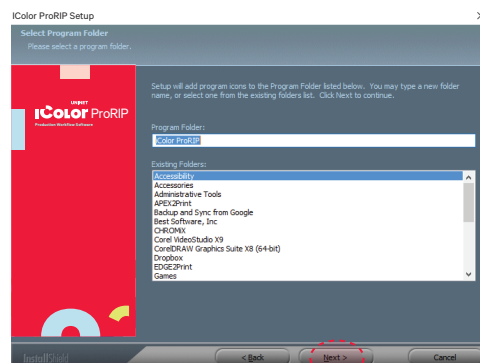 IColor ProRIP Setup
Select Program Folder
Please select a program folder.
Setup will add program icons to the Program Folder listed below. You may type a new folder
name, or select one from the existing folders list. Click Next to continue.
UNINET
IColor ProRIP
Production Workflow Software
Program Folder:
IColor ProRIP
Existing Folders:
Accessibility
Accessories
Administrative Tools
APEX2Print
Backup and Sync from Google
Best Software, Inc
CHROMiX
Corel VideoStudio X9
CorelDRAW Graphics Suite X8 (64-bit)
Dropbox
EDGE2Print
Games
InstallShield
< Back
Next >
Cancel